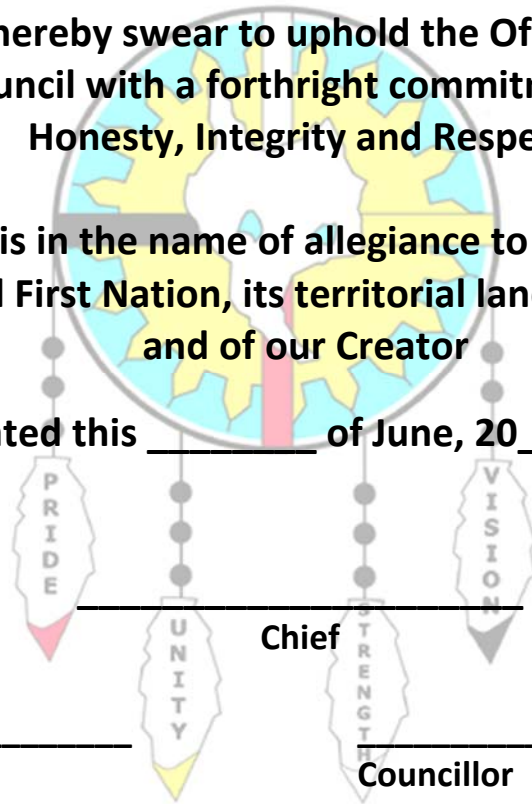 hereby swear to uphold the Of
uncil with a forthright commitm
Honesty, Integrity and Respe
is in the name of allegiance to
First Nation, its territorial lan
and of our Creator
ted this ________ of June, 20_
PRIDE
VISION
UNITY
STRENGTH
Chief
Councillor